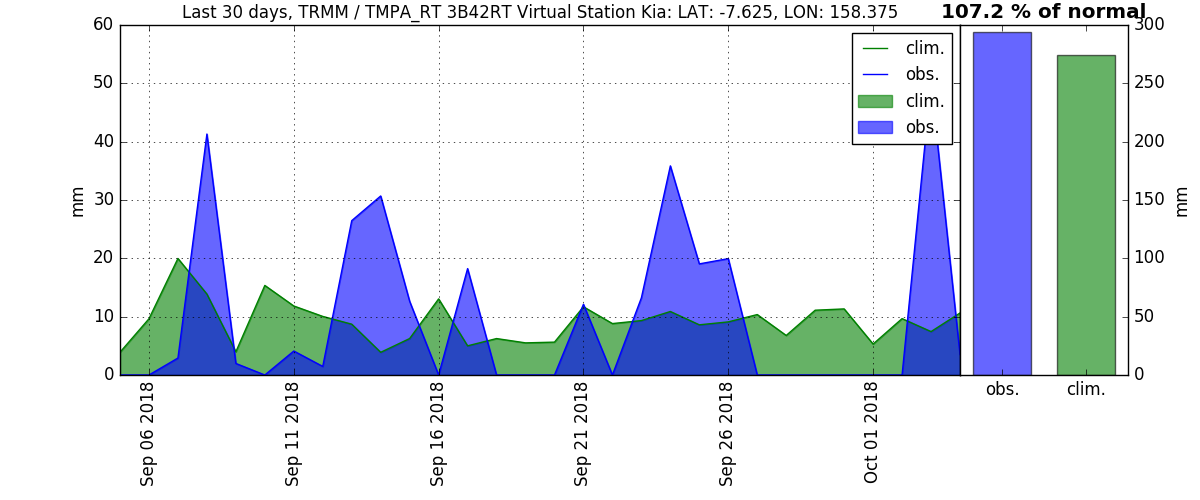 Last 30 days, TRMM / TMPA_RT 3B42RT Virtual Station Kia: LAT: -7.625, LON: 158.375
107.2 % of normal
60
50
40
30
20
10
0
mm
clim.
obs.
clim.
obs.
300
250
200
150
100
50
0
mm
obs.
clim.
Sep 06 2018
Sep 11 2018
Sep 16 2018
Sep 21 2018
Sep 26 2018
Oct 01 2018